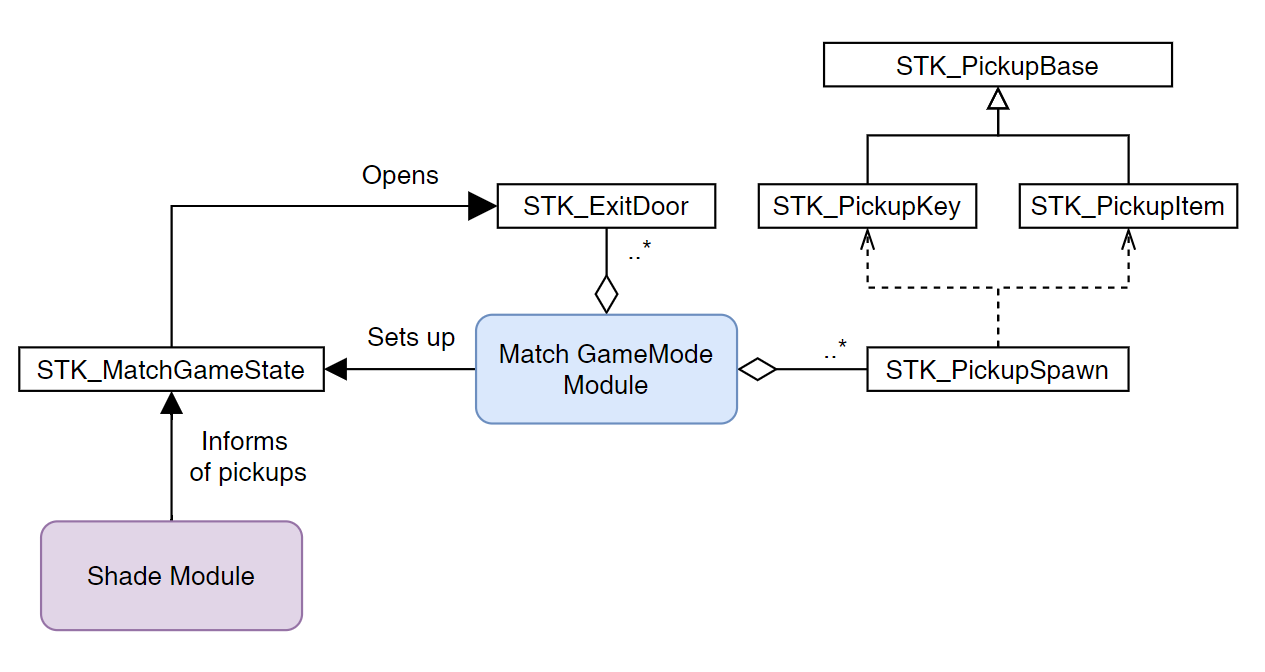 STK_PickupBase
Opens
STK_ExitDoor
STK_PickupKey
STK_PickupItem
..*
Sets up
Match GameMode
Module
..*
STK_MatchGameState
STK_PickupSpawn
Informs
of pickups
Shade Module